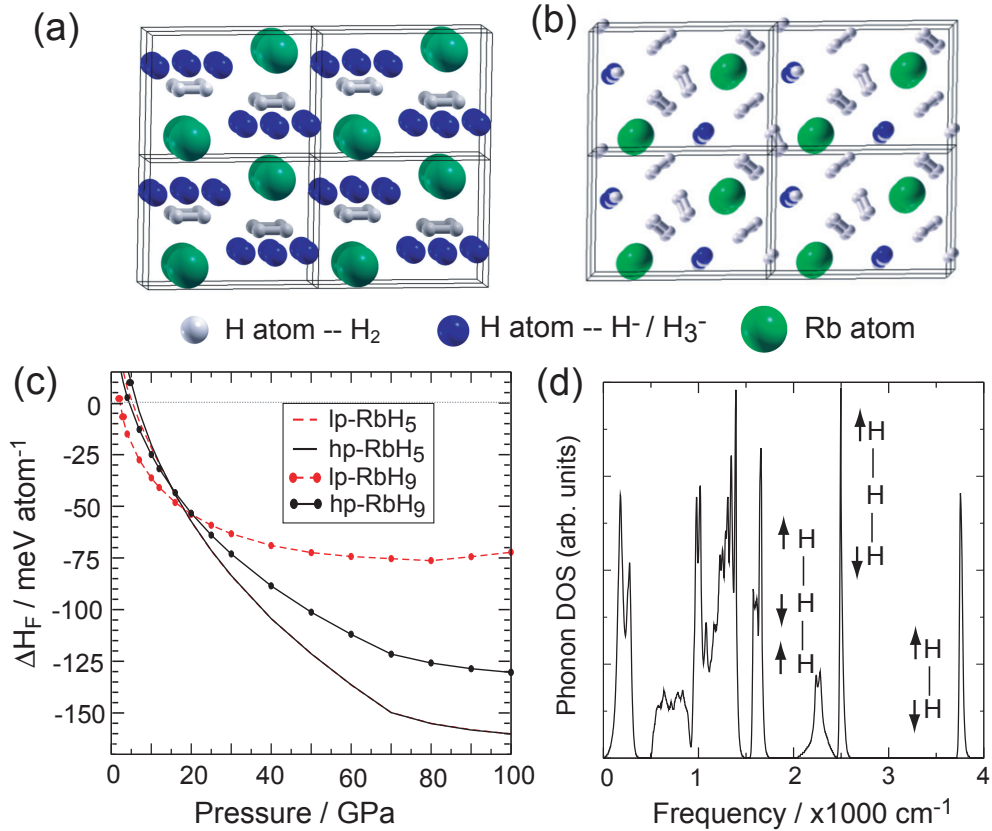 (a)
(b)
H atom -- H₂
H atom -- H⁻ / H₃⁻
Rb atom
(c)
ΔH_F / meV atom⁻¹
0
-25
-50
-75
-100
-125
-150
lp-RbH₅
hp-RbH₅
lp-RbH₉
hp-RbH₉
0 20 40 60 80 100
Pressure / GPa
(d)
Phonon DOS (arb. units)
H
H
H
H
H
H
H
H
0 1 2 3 4
Frequency / x1000 cm⁻¹